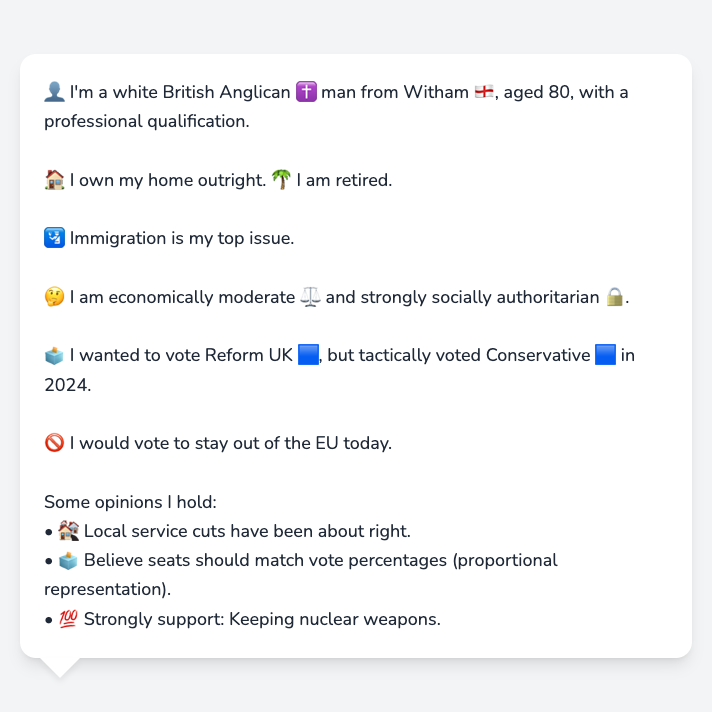 👤 I'm a white British Anglican ✝️ man from Witham 🏴󠁧󠁢󠁥󠁮󠁧󠁿, aged 80, with a
professional qualification.
🏠 I own my home outright. 🌴 I am retired.
🛂 Immigration is my top issue.
🤔 I am economically moderate ⚖️ and strongly socially authoritarian 🔒.
🗳️ I wanted to vote Reform UK 🟦, but tactically voted Conservative 🟦 in
2024.
🚫 I would vote to stay out of the EU today.
Some opinions I hold:
• 🏘️ Local service cuts have been about right.
• 🗳️ Believe seats should match vote percentages (proportional
representation).
• 💯 Strongly support: Keeping nuclear weapons.